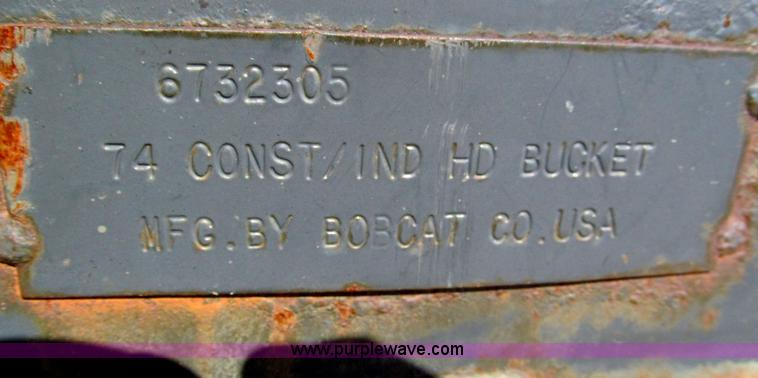 6732305
74 CONST/IND HD BUCKET
MFG.BY BOBCAT CO.USA
www.purplewave.com